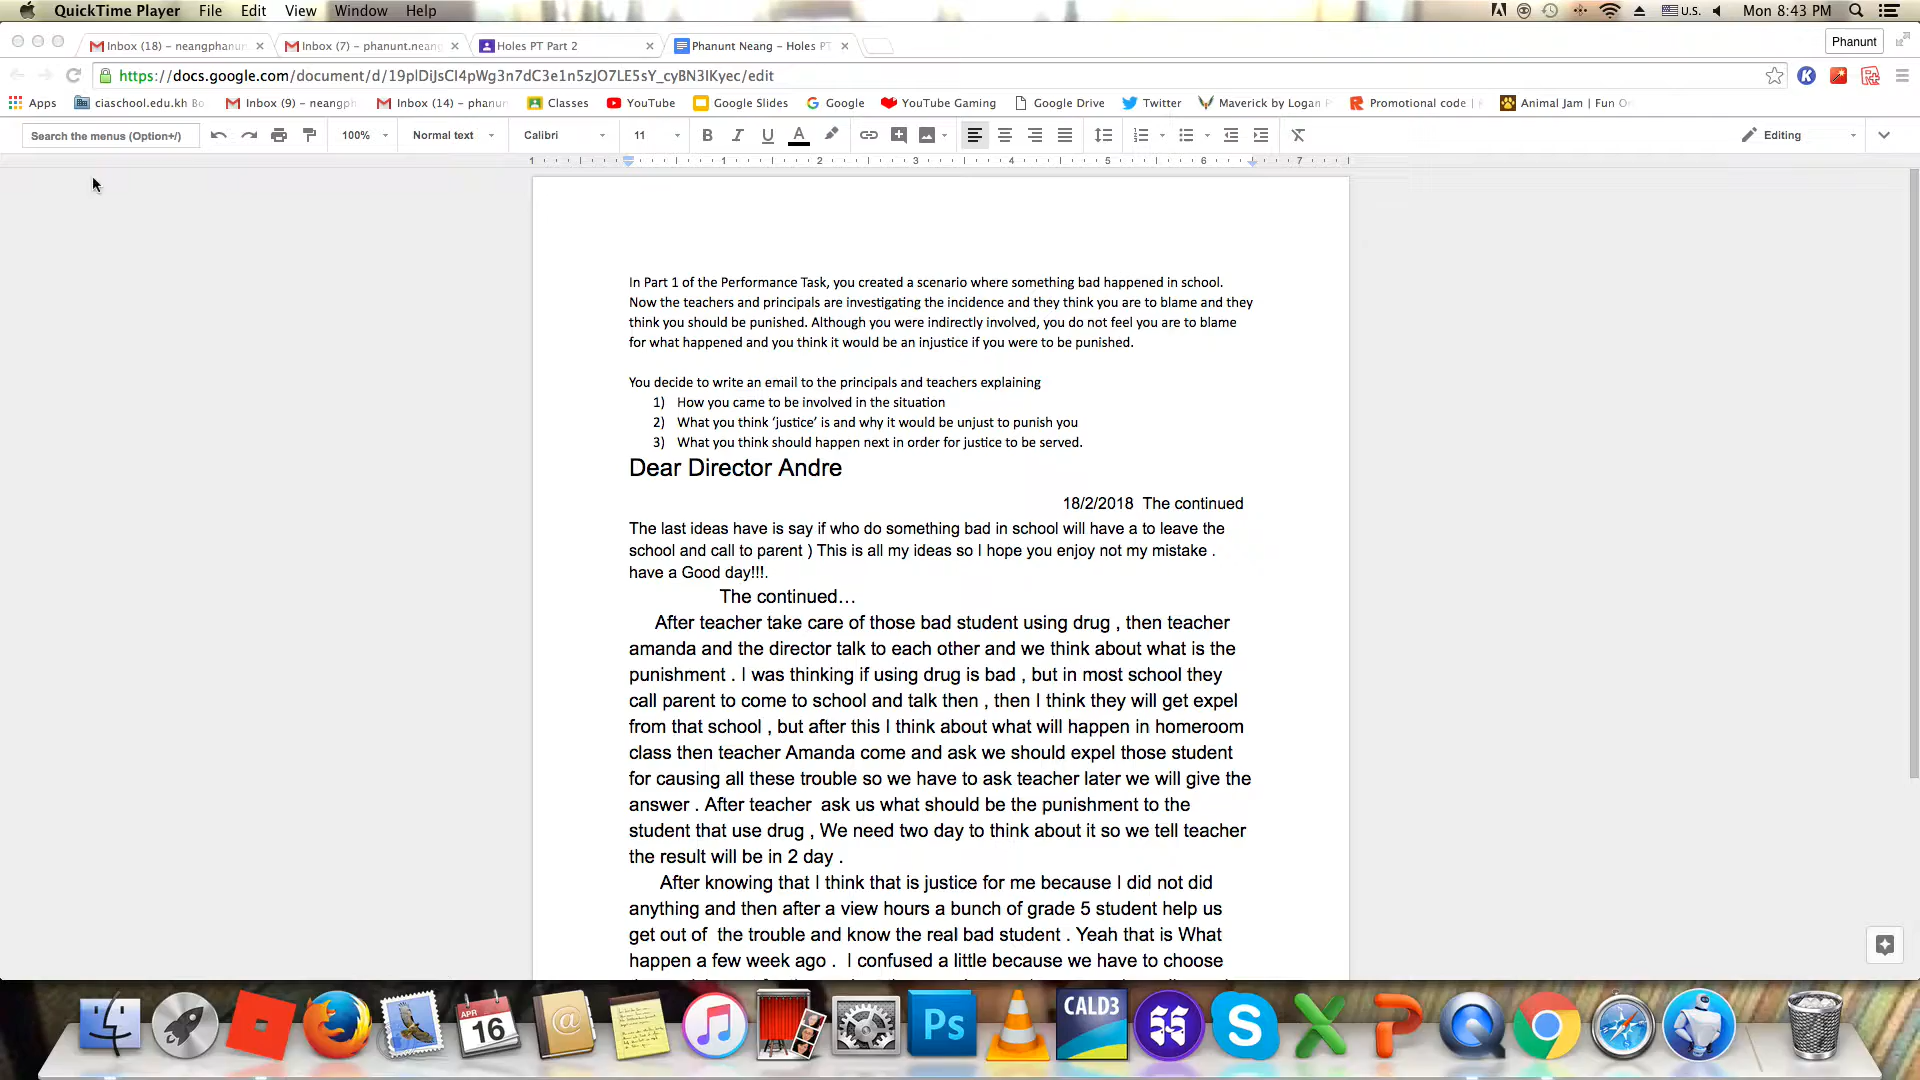 QuickTime Player File Edit View Window Help U.S. Mon 8:43 PM
Inbox (18) – neangphanun Inbox (7) – phanunt.neang Holes PT Part 2 Phanunt Neang – Holes PT Phanunt
https://docs.google.com/document/d/19plDiJsCl4pWg3n7dC3e1n5zJO7LE5sY_cyBN3lKyec/edit
Apps ciaschool.edu.kh Bo Inbox (9) – neangph Inbox (14) – phanun Classes YouTube Google Slides Google YouTube Gaming Google Drive Twitter Maverick by Logan P Promotional code | Animal Jam | Fun O
Search the menus (Option+/) 100% Normal text Calibri 11 B I U A Editing
1 1 2 3 4 5 6 7
In Part 1 of the Performance Task, you created a scenario where something bad happened in school.
Now the teachers and principals are investigating the incidence and they think you are to blame and they
think you should be punished. Although you were indirectly involved, you do not feel you are to blame
for what happened and you think it would be an injustice if you were to be punished.
You decide to write an email to the principals and teachers explaining
1) How you came to be involved in the situation
2) What you think ‘justice’ is and why it would be unjust to punish you
3) What you think should happen next in order for justice to be served.
Dear Director Andre
18/2/2018 The continued
The last ideas have is say if who do something bad in school will have a to leave the
school and call to parent ) This is all my ideas so I hope you enjoy not my mistake .
have a Good day!!!.
The continued...
After teacher take care of those bad student using drug , then teacher
amanda and the director talk to each other and we think about what is the
punishment . I was thinking if using drug is bad , but in most school they
call parent to come to school and talk then , then I think they will get expel
from that school , but after this I think about what will happen in homeroom
class then teacher Amanda come and ask we should expel those student
for causing all these trouble so we have to ask teacher later we will give the
answer . After teacher ask us what should be the punishment to the
student that use drug , We need two day to think about it so we tell teacher
the result will be in 2 day .
After knowing that I think that is justice for me because I did not did
anything and then after a view hours a bunch of grade 5 student help us
get out of the trouble and know the real bad student . Yeah that is What
happen a few week ago . I confused a little because we have to choose
APR 16 Ps CALD3